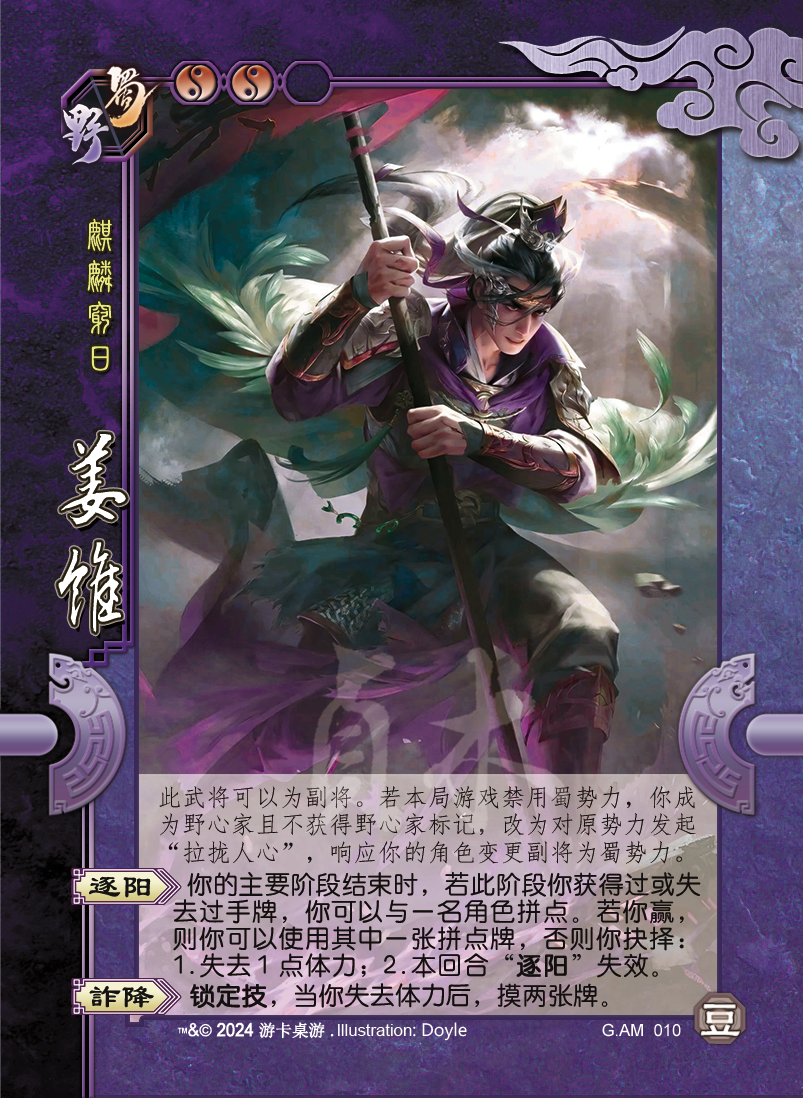 蜀
野
麒麟穷日
姜维
此武将可以为副将。若本局游戏禁用蜀势力，你成
为野心家且不获得野心家标记，改为对原势力发起
“拉拢人心”，响应你的角色变更副将为蜀势力。
逐阳 你的主要阶段结束时，若此阶段你获得过或失
去过手牌，你可以与一名角色拼点。若你赢，
则你可以使用其中一张拼点牌，否则你抉择：
1.失去1点体力；2.本回合“逐阳”失效。
詐降 锁定技，当你失去体力后，摸两张牌。
™&© 2024 游卡桌游 .Illustration: Doyle
G.AM 010
豆